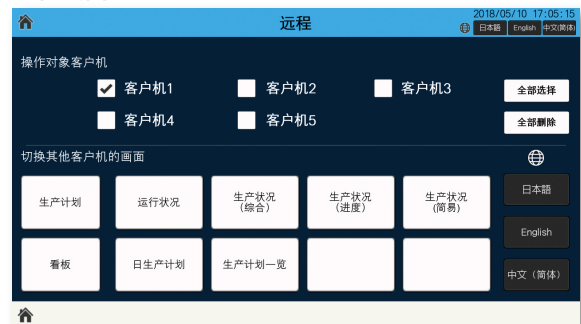 远程
2018/05/10 17:05:15
日本語 English 中文(简体)
操作对象客户机
客户机1 客户机2 客户机3 全部选择
客户机4 客户机5 全部删除
切换其他客户机的画面
生产计划 运行状况 生产状况
(综合) 生产状况
(进度) 生产状况
(简易) 日本語
English
看板 日生产计划 生产计划一览 中文（简体）